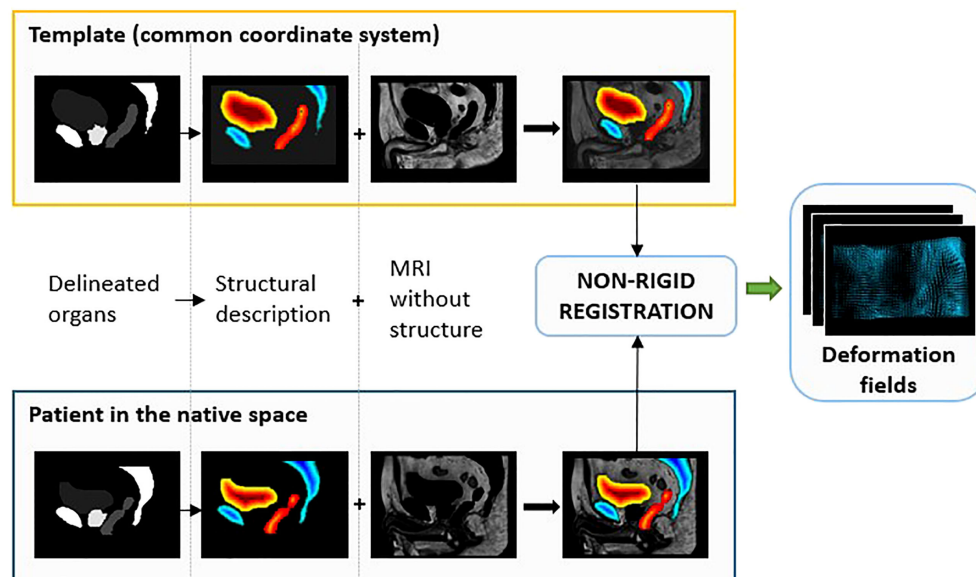 Template (common coordinate system)
+
Delineated
organs
Structural
description
+
MRI
without
structure
NON-RIGID
REGISTRATION
Deformation
fields
Patient in the native space
+